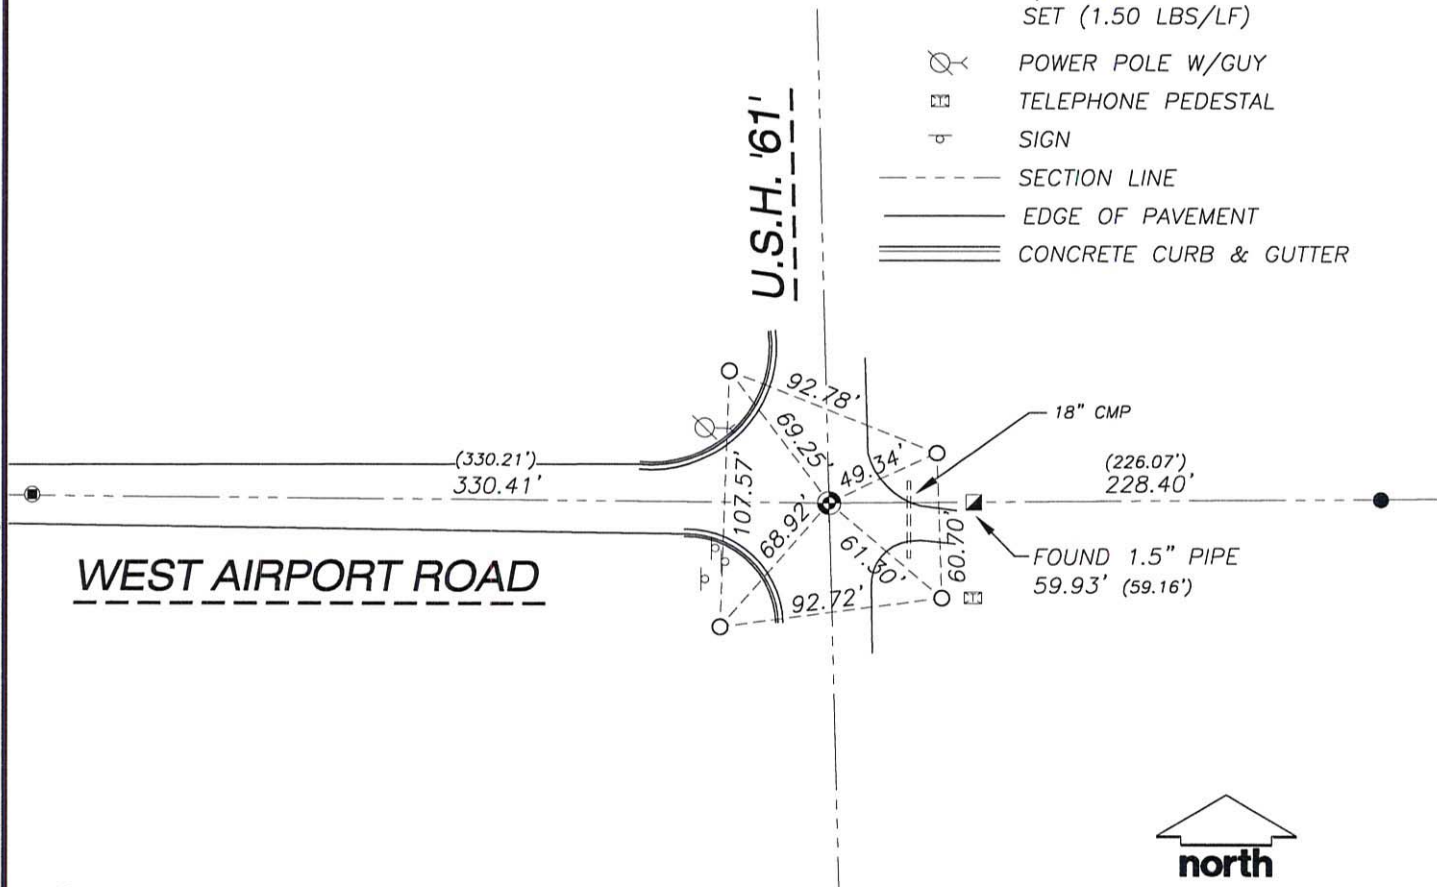 SET (1.50 LBS/LF)
POWER POLE W/GUY
T
TELEPHONE PEDESTAL
SIGN
SECTION LINE
EDGE OF PAVEMENT
CONCRETE CURB & GUTTER
U.S.H. '61'
92.78'
18" CMP
69.25'
49.34'
(330.21')
330.41'
(226.07')
228.40'
107.57'
68.92'
61.30'
60.70'
FOUND 1.5" PIPE
59.93' (59.16')
WEST AIRPORT ROAD
92.72'
T
north